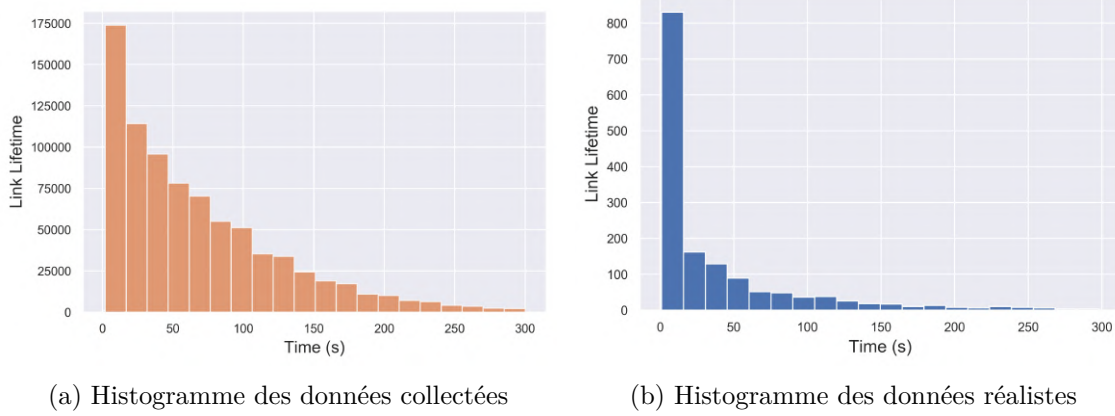 175000
150000
125000
100000
75000
50000
25000
0
Link Lifetime
0 50 100 150 200 250 300
Time (s)
(a) Histogramme des données collectées
800
700
600
500
400
300
200
100
0
Link Lifetime
0 50 100 150 200 250 300
Time (s)
(b) Histogramme des données réalistes